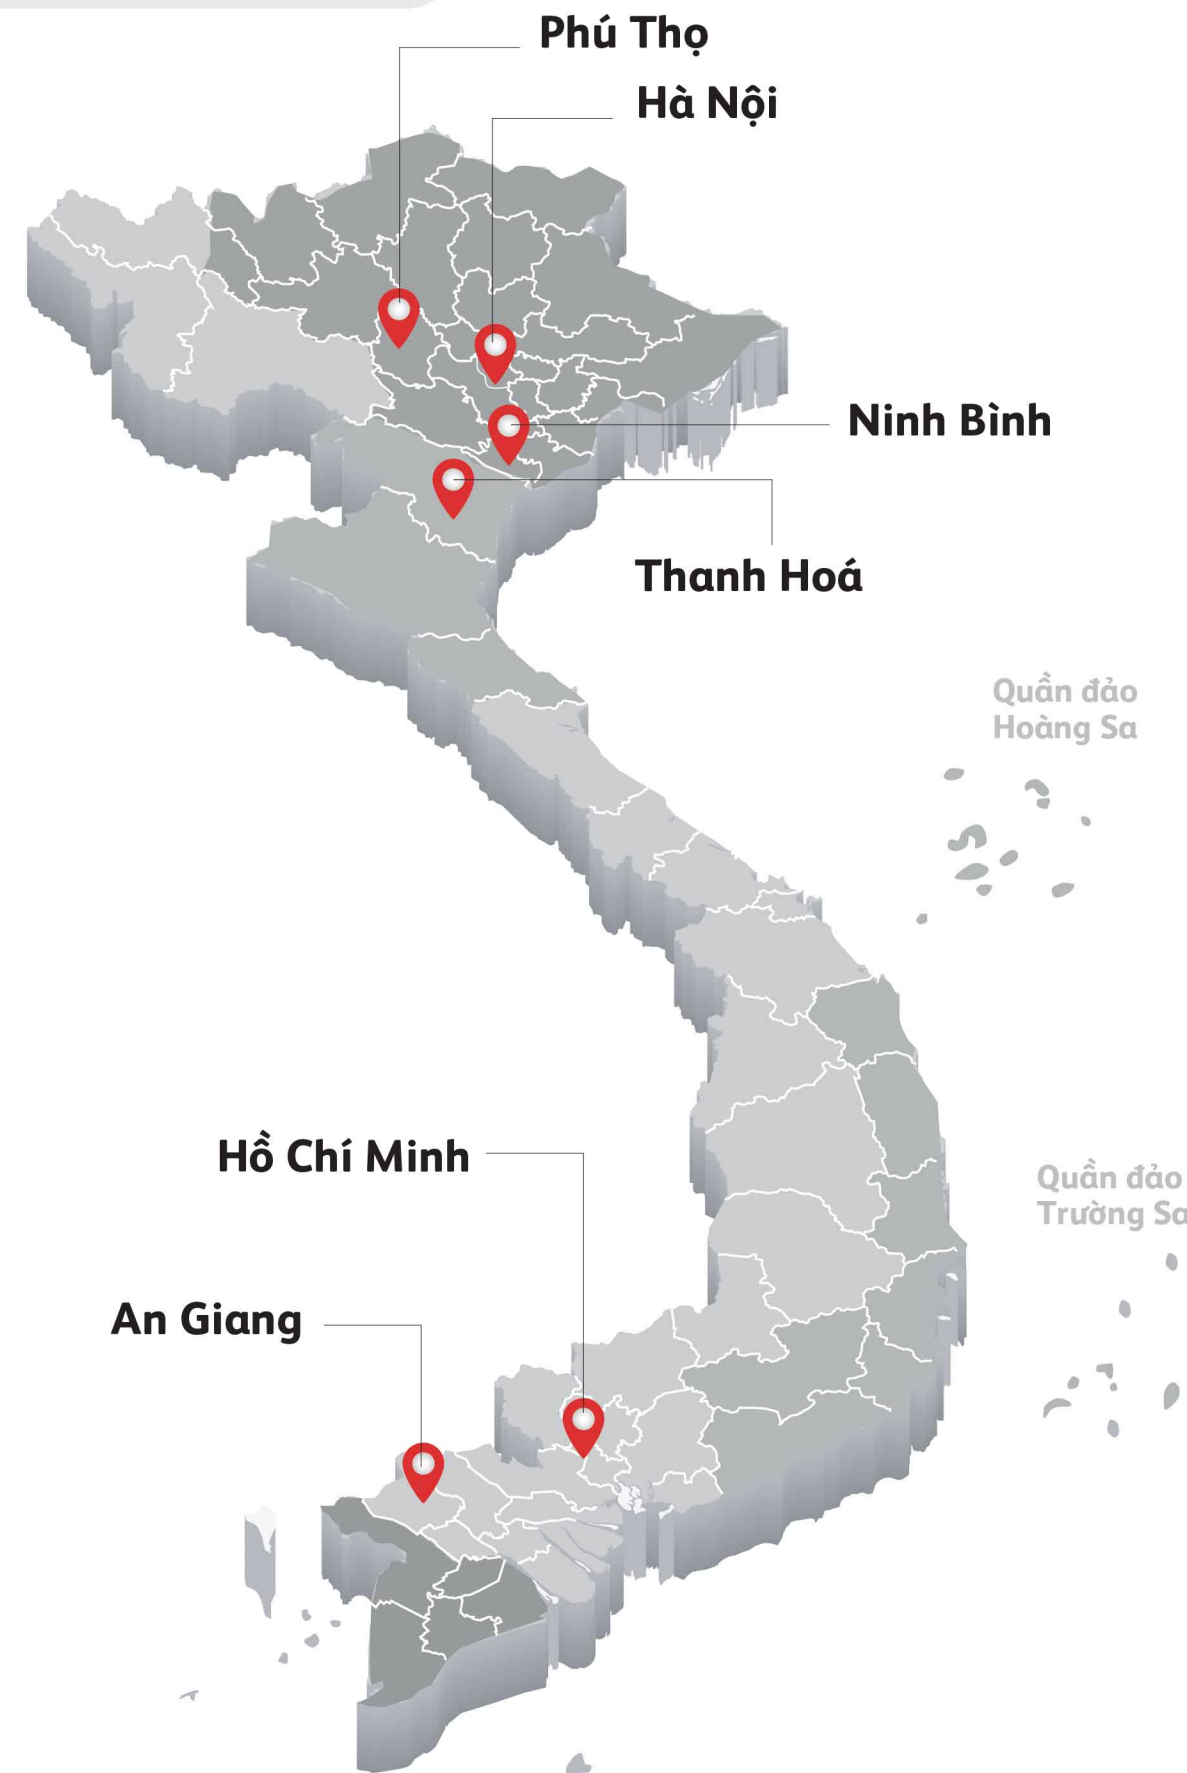 Phú Thọ
Hà Nội
Ninh Bình
Thanh Hoá
Quần đảo
Hoàng Sa
Hồ Chí Minh
Quần đảo
Trường Sa
An Giang